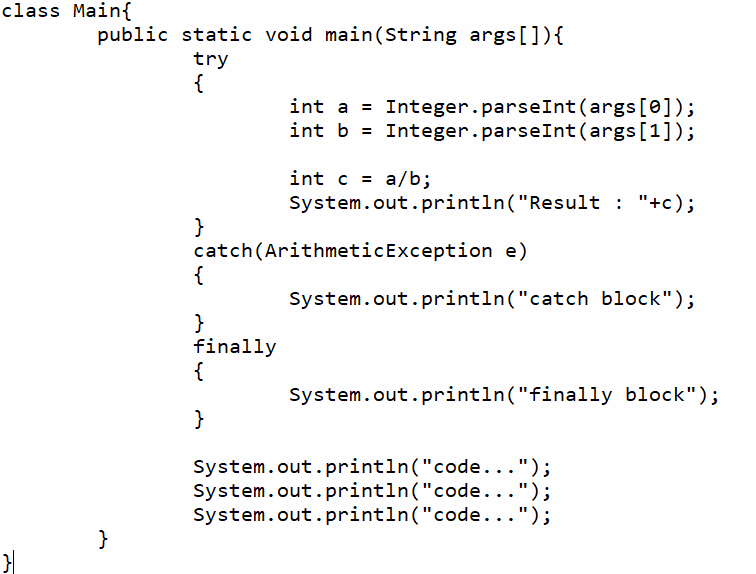 class Main{
        public static void main(String args[]){
                try
                {
                        int a = Integer.parseInt(args[0]);
                        int b = Integer.parseInt(args[1]);

                        int c = a/b;
                        System.out.println("Result : "+c);
                }
                catch(ArithmeticException e)
                {
                        System.out.println("catch block");
                }
                finally
                {
                        System.out.println("finally block");
                }

                System.out.println("code...");
                System.out.println("code...");
                System.out.println("code...");
        }
}